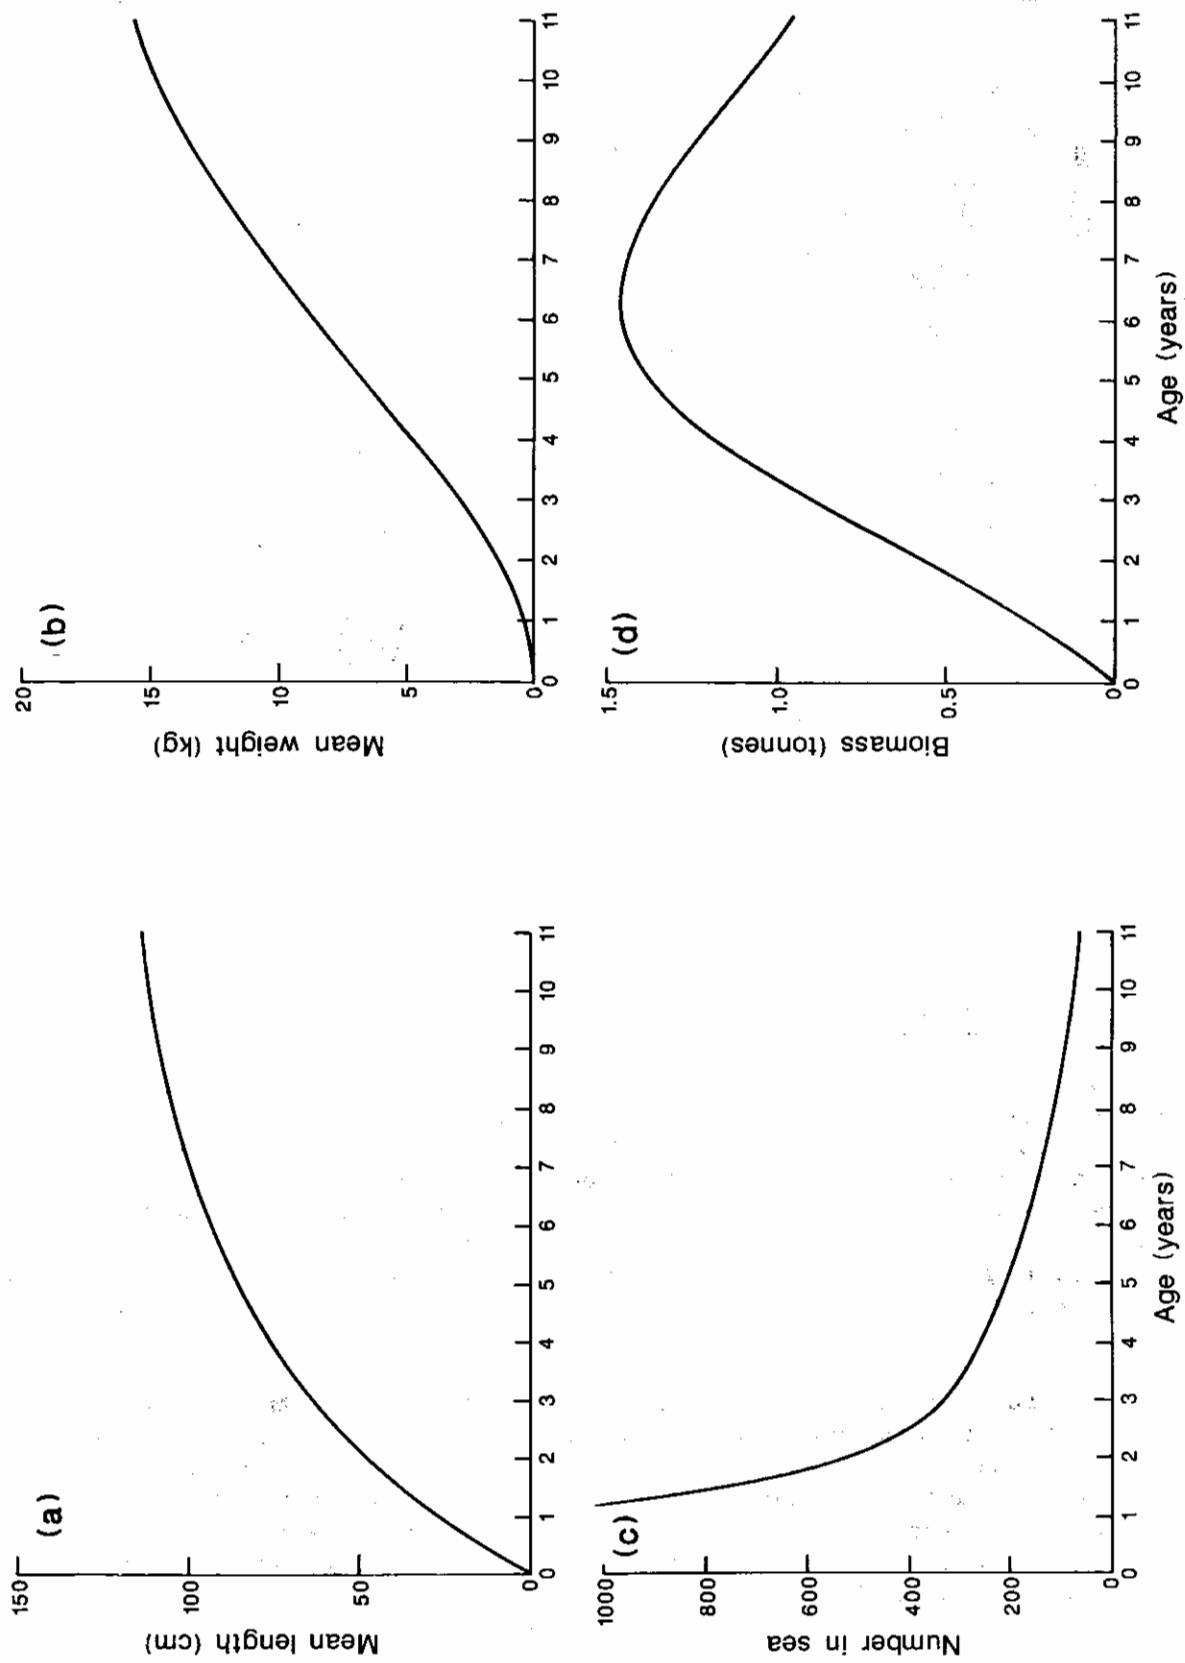 (a)
Mean length (cm)
150
100
50
0
0 1 2 3 4 5 6 7 8 9 10 11
(b)
Mean weight (kg)
20
15
10
5
0
0 1 2 3 4 5 6 7 8 9 10 11
(c)
Number in sea
1000
800
600
400
200
0
0 1 2 3 4 5 6 7 8 9 10 11
Age (years)
(d)
Biomass (tonnes)
1.5
1.0
0.5
0
0 1 2 3 4 5 6 7 8 9 10 11
Age (years)